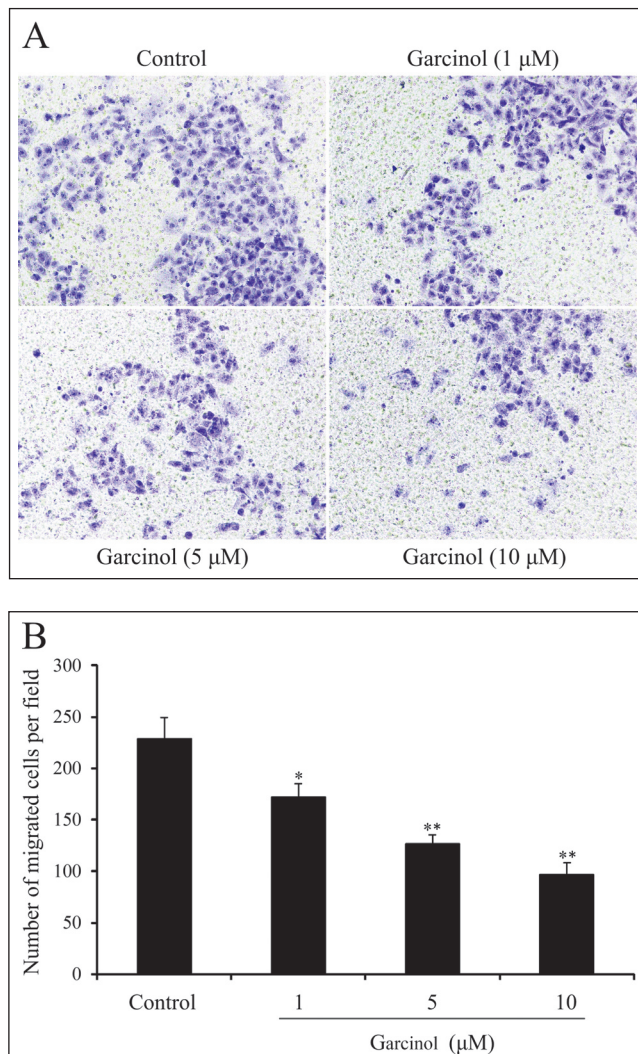 A
Control
Garcinol (1 μM)
Garcinol (5 μM)
Garcinol (10 μM)
B
Number of migrated cells per field
300
250
200
150
100
50
0
*
**
**
Control
1
5
10
Garcinol (μM)